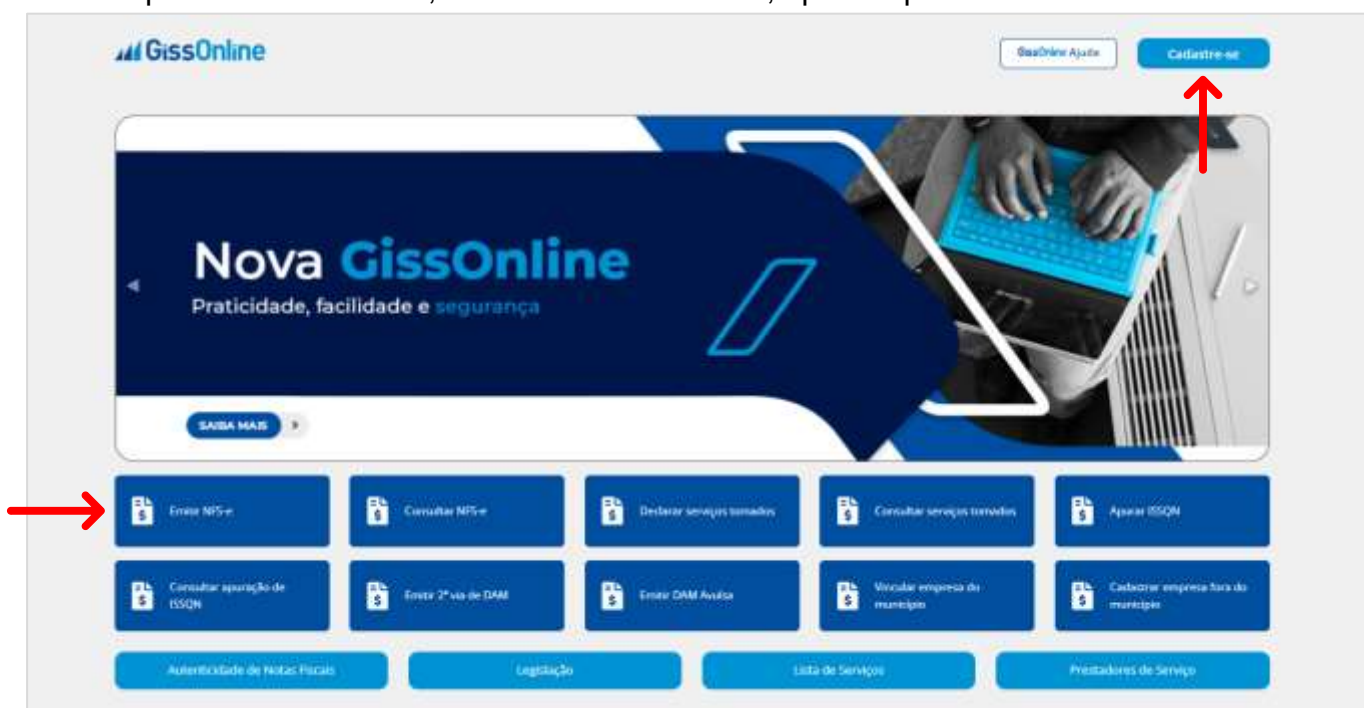 GissOnline
GissOnline Ajuda
Cadastre-se
Nova GissOnline
Praticidade, facilidade e segurança
SAIBA MAIS
Emitir NFS-e
Consultar NFS-e
Declarar serviços tomados
Consultar serviços tomados
Apurar ISSQN
Consultar apuração de
ISSQN
Emitir 2ª via de DAM
Emitir DAM Avulsa
Vincular empresa do
município
Cadastrar empresa fora do
município
Autenticidade de Notas Fiscais
Legislação
Lista de Serviços
Prestadores de Serviço